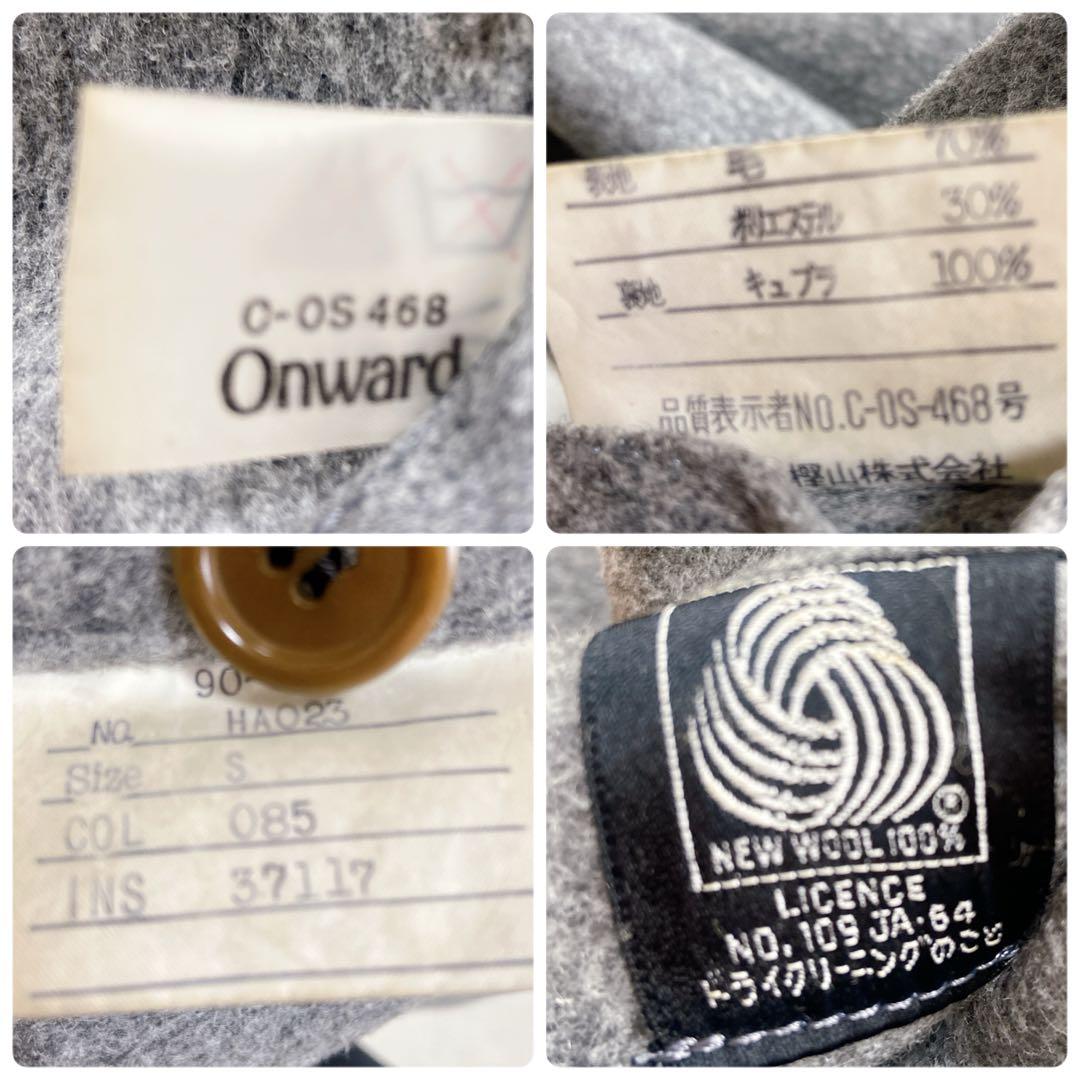 C-OS 468
Onward
表地 毛 70%
ポリエステル 30%
裏地 キュプラ 100%
品質表示者NO.C-OS-468号
樫山株式会社
90-
No. HA023
Size S
COL 085
INS 37117
NEW WOOL 100%
LICENCE
NO. 109 JA·64
ドライクリーニングのこと